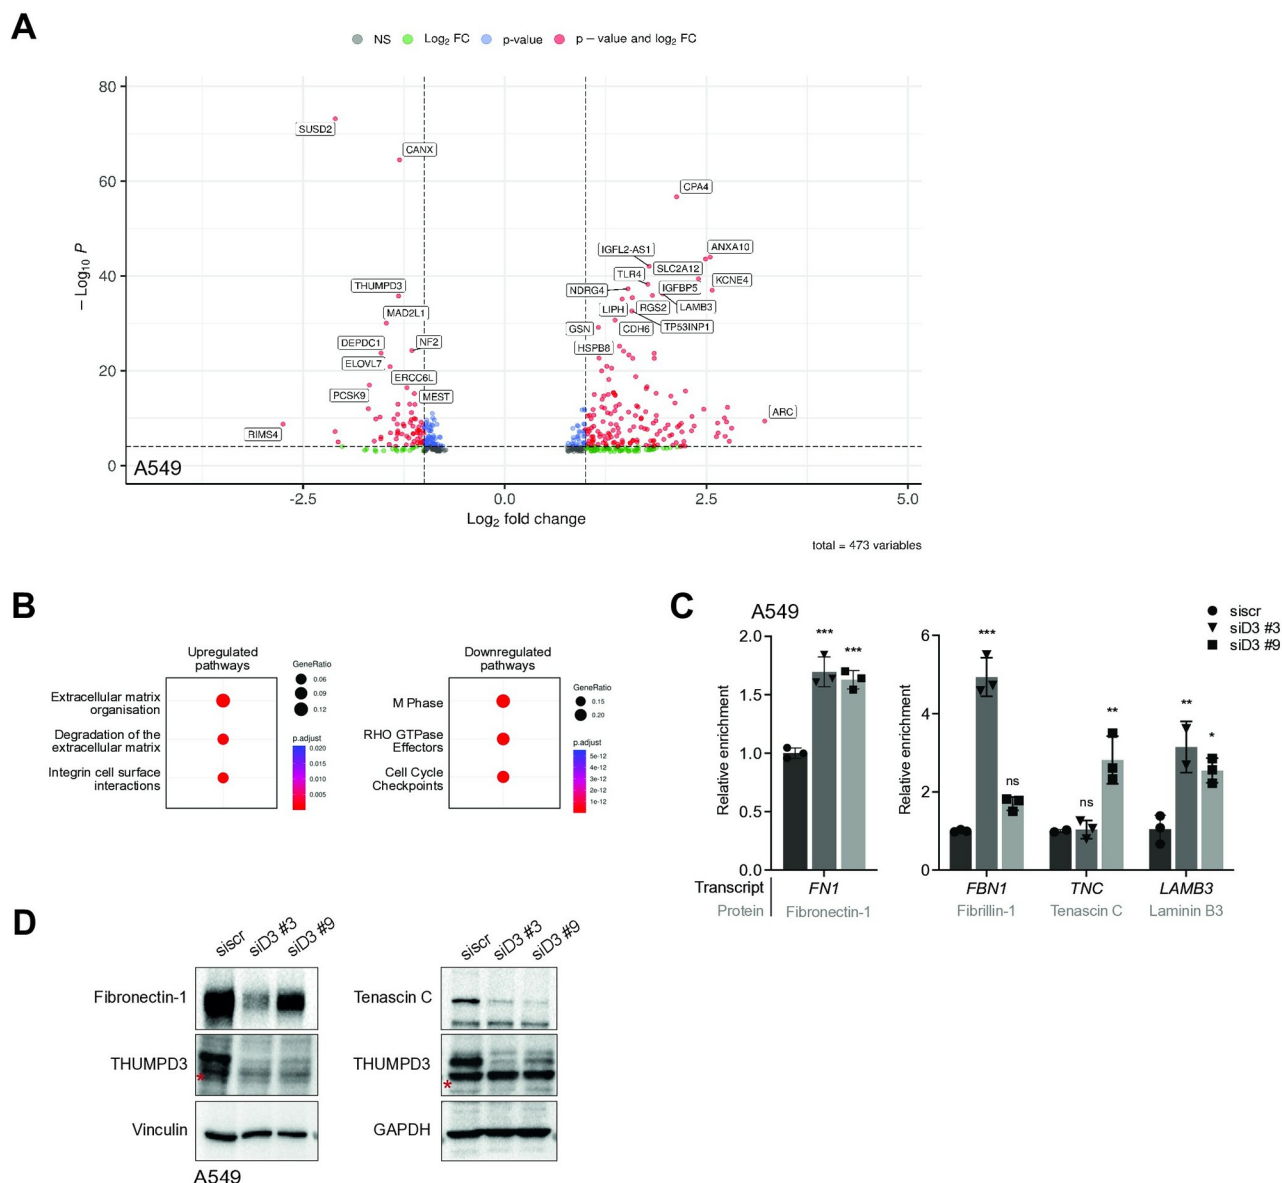 A
NS
Log2 FC
p-value
p − value and log2 FC
80
60
40
20
0
− Log10 P
SUSD2
CANX
CPA4
IGFL2-AS1
ANXA10
SLC2A12
TLR4
KCNE4
THUMPD3
NDRG4
IGFBP5
MAD2L1
LIPH
RGS2
LAMB3
GSN
CDH6
TP53INP1
DEPDC1
NF2
HSPB8
ELOVL7
ERCC6L
PCSK9
MEST
ARC
RIMS4
A549
-2.5
0.0
2.5
5.0
Log2 fold change
total = 473 variables
B
Upregulated
pathways
Extracellular matrix
organisation
Degradation of the
extracellular matrix
Integrin cell surface
interactions
GeneRatio
0.06
0.09
0.12
p.adjust
0.020
0.015
0.010
0.005
Downregulated
pathways
M Phase
RHO GTPase
Effectors
Cell Cycle
Checkpoints
GeneRatio
0.15
0.20
p.adjust
5e-12
4e-12
3e-12
2e-12
1e-12
C
A549
siscr
siD3 #3
siD3 #9
Relative enrichment
2.0
1.5
1.0
0.5
0.0
***
***
Relative enrichment
6
4
2
0
***
ns
ns
**
**
*
Transcript
FN1
FBN1
TNC
LAMB3
Protein
Fibronectin-1
Fibrillin-1
Tenascin C
Laminin B3
D
siscr
siD3 #3
siD3 #9
Fibronectin-1
THUMPD3
*
Vinculin
A549
siscr
siD3 #3
siD3 #9
Tenascin C
THUMPD3
*
GAPDH